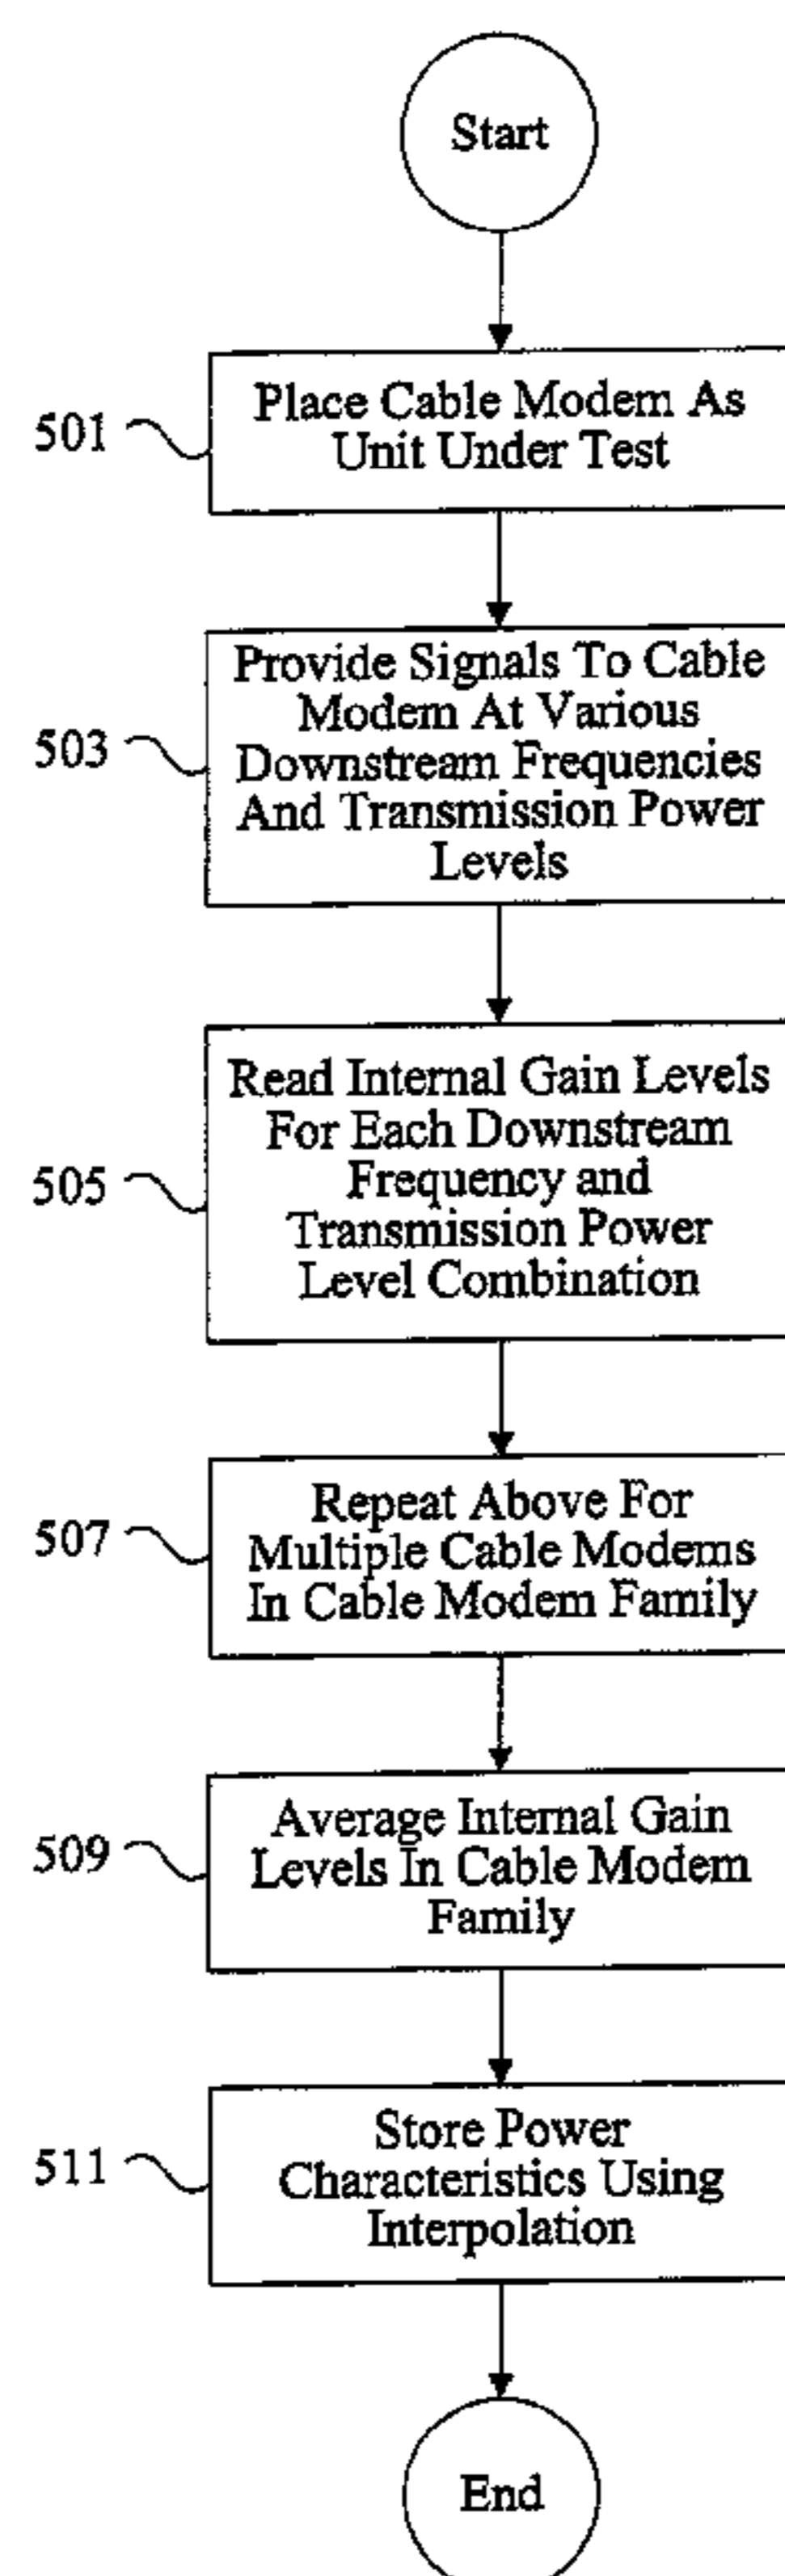 Start
501
Place Cable Modem As
Unit Under Test
503
Provide Signals To Cable
Modem At Various
Downstream Frequencies
And Transmission Power
Levels
505
Read Internal Gain Levels
For Each Downstream
Frequency and
Transmission Power
Level Combination
507
Repeat Above For
Multiple Cable Modems
In Cable Modem Family
509
Average Internal Gain
Levels In Cable Modem
Family
511
Store Power
Characteristics Using
Interpolation
End